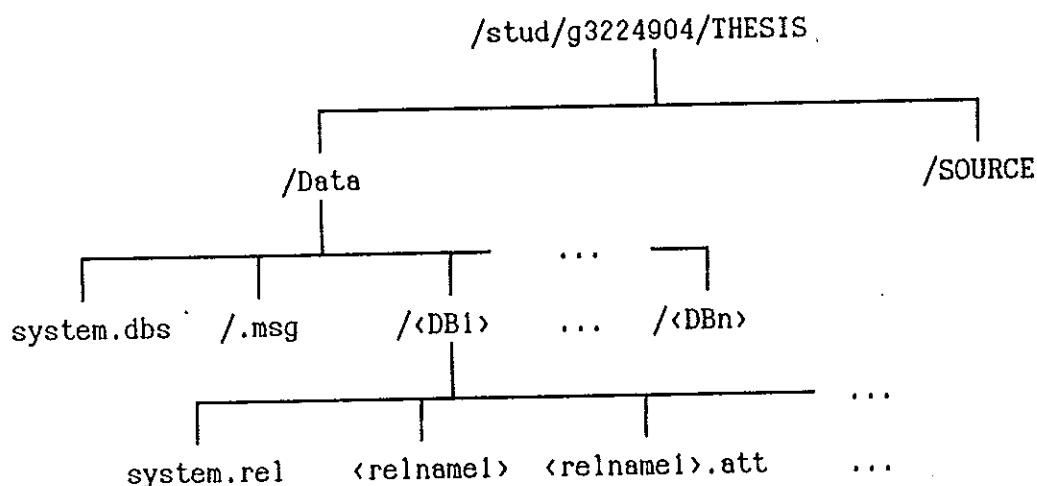 /stud/g3224904/THESIS
/Data /SOURCE
...
system.dbs /.msg /<DB1> ... /<DBn>
...
system.rel <relname1> <relname1>.att ...